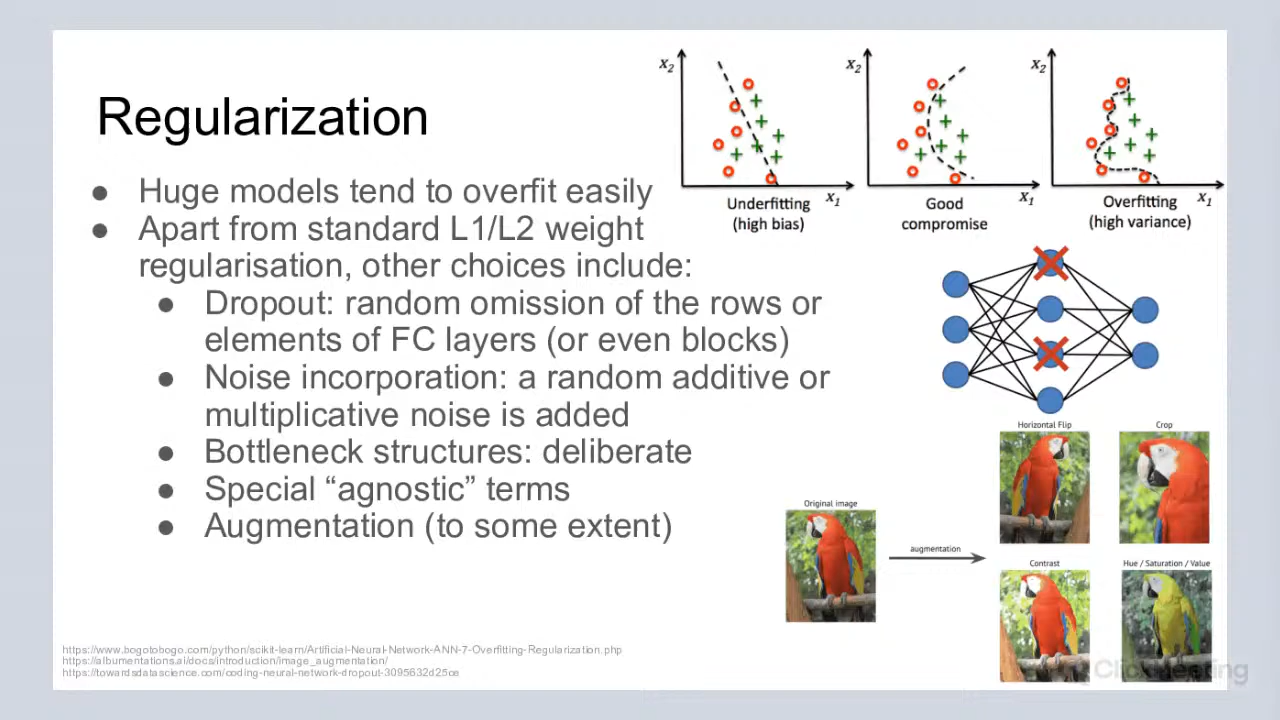 Regularization
● Huge models tend to overfit easily
● Apart from standard L1/L2 weight
regularisation, other choices include:
● Dropout: random omission of the rows or
elements of FC layers (or even blocks)
● Noise incorporation: a random additive or
multiplicative noise is added
● Bottleneck structures: deliberate
● Special “agnostic” terms
● Augmentation (to some extent)
x2
x1
Underfitting
(high bias)
x2
x1
Good
compromise
x2
x1
Overfitting
(high variance)
Original image
augmentation
Horizontal Flip
Crop
Contrast
Hue / Saturation / Value
https://www.bogotobogo.com/python/scikit-learn/Artificial-Neural-Network-ANN-7-Overfitting-Regularization.php
https://albumentations.ai/docs/introduction/image_augmentation/
https://towardsdatascience.com/coding-neural-network-dropout-3095632d25ce
ClickMeeting